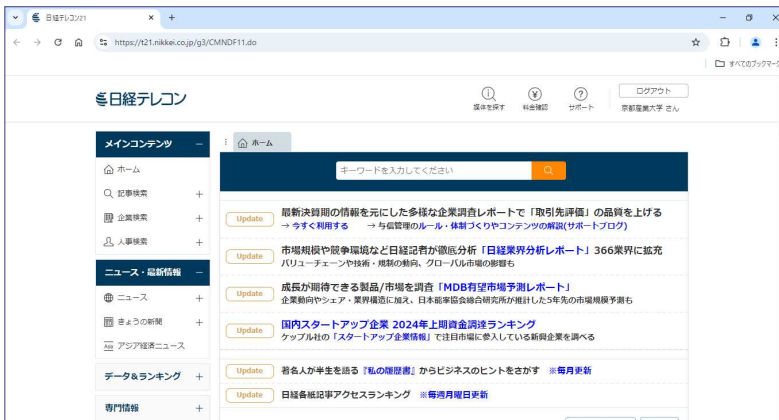 日経テレコン21
https://t21.nikkei.co.jp/g3/CMNDF11.do
すべてのブックマーク
日経テレコン
媒体を探す
料金確認
サポート
ログアウト
京都産業大学 さん
メインコンテンツ
ホーム
記事検索
企業検索
人事検索
ニュース・最新情報
ニュース
きょうの新聞
アジア経済ニュース
データ&ランキング
専門情報
ホーム
キーワードを入力してください
Update
最新決算期の情報を元にした多様な企業調査レポートで「取引先評価」の品質を上げる
→ 今すぐ利用する → 与信管理のルール・体制づくりやコンテンツの解説(サポートブログ)
Update
市場規模や競争環境など日経記者が徹底分析「日経業界分析レポート」366業界に拡充
バリューチェーンや技術・規制の動向、グローバル市場の影響も
Update
成長が期待できる製品/市場を調査「MDB有望市場予測レポート」
企業動向やシェア・業界構造に加え、日本能率協会総合研究所が推計した5年先の市場規模予測も
Update
国内スタートアップ企業 2024年上期資金調達ランキング
ケップル社の「スタートアップ企業情報」で注目市場に参入している新興企業を調べる
Update
著名人が半生を語る『私の履歴書』からビジネスのヒントをさがす ※毎月更新
Update
日経各紙記事アクセスランキング ※毎週月曜日更新